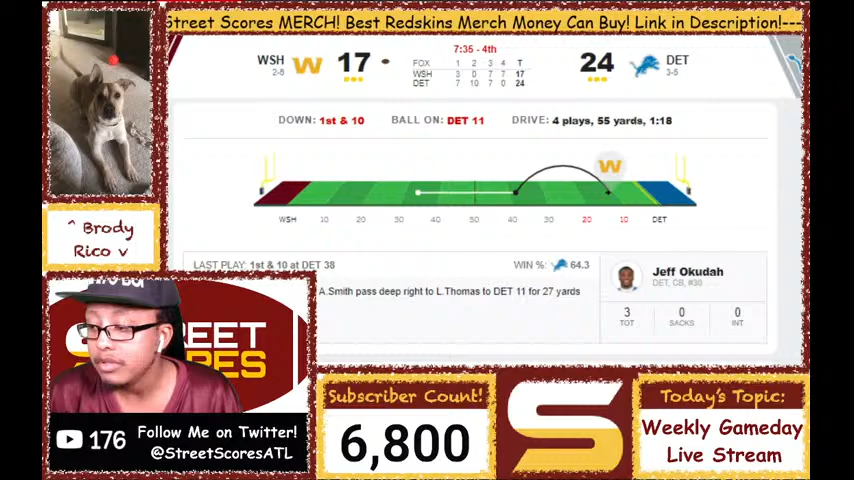 Street Scores MERCH! Best Redskins Merch Money Can Buy! Link in Description!---
WSH
2-6
W
17
7:35 - 4th
FOX 1 2 3 4 T
WSH 3 0 7 7 17
DET 7 10 7 0 24
24
DET
3-5
DOWN: 1st & 10 BALL ON: DET 11 DRIVE: 4 plays, 55 yards, 1:18
W
WSH 10 20 30 40 50 40 30 20 10 DET
^ Brody
Rico v
LAST PLAY: 1st & 10 at DET 38
WIN %: 64.3
A.Smith pass deep right to L.Thomas to DET 11 for 27 yards
Jeff Okudah
DET, CB, #30
3 0 0
TOT SACKS INT
STREET
SCORES
176
Follow Me on Twitter!
@StreetScoresATL
Subscriber Count!
6,800
S
Today's Topic:
Weekly Gameday
Live Stream